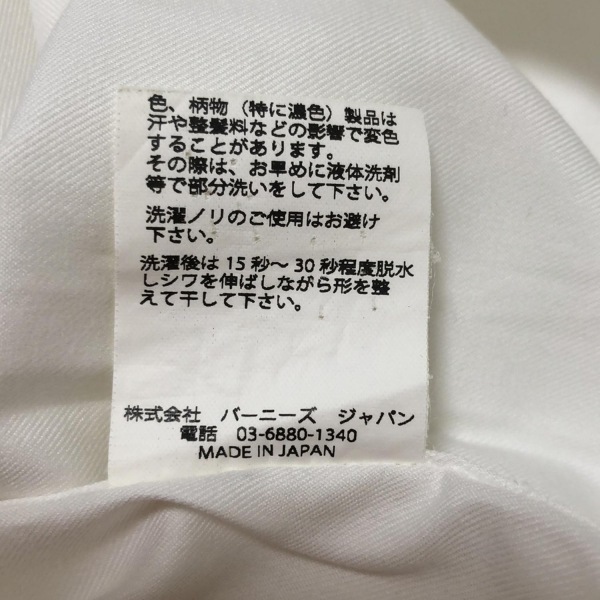 色、柄物（特に濃色）製品は
汗や整髪料などの影響で変色
することがあります。
その際は、お早めに液体洗剤
等で部分洗いをして下さい。
洗濯ノリのご使用はお避け
下さい。
洗濯後は15秒～30秒程度脱水
しシワを伸ばしながら形を整
えて干して下さい。
株式会社　バーニーズ　ジャパン
電話　03-6880-1340
MADE IN JAPAN